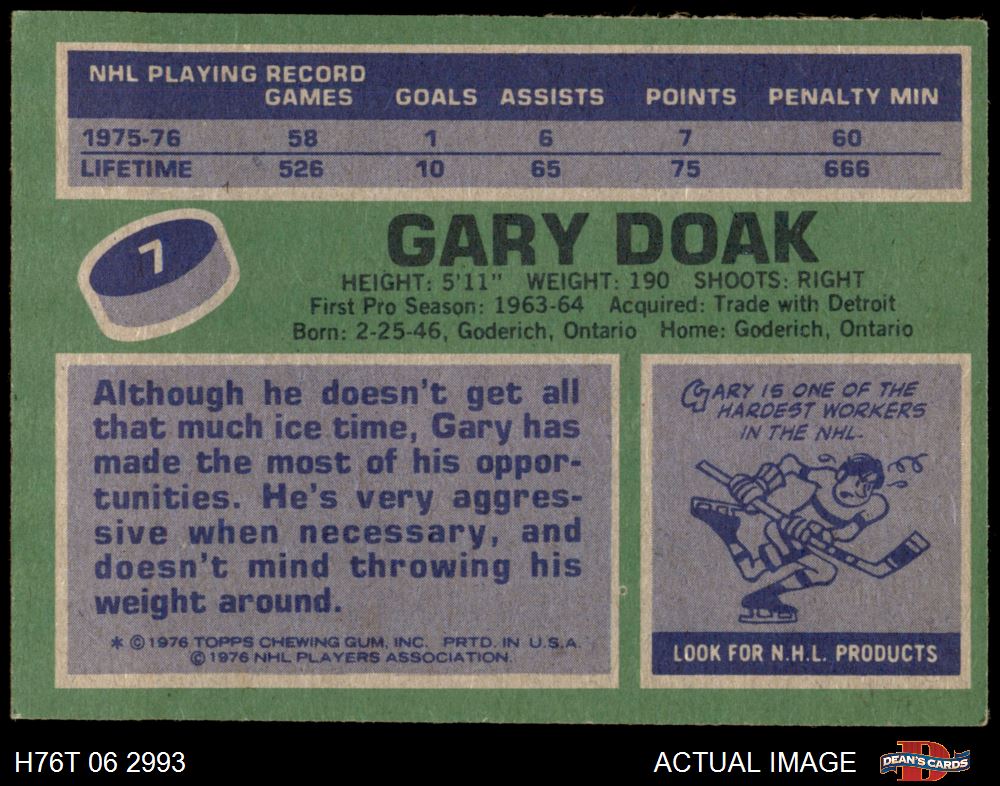 NHL PLAYING RECORD
GAMES GOALS ASSISTS POINTS PENALTY MIN
1975-76 58 1 6 7 60
LIFETIME 526 10 65 75 666
7
GARY DOAK
HEIGHT: 5'11" WEIGHT: 190 SHOOTS: RIGHT
First Pro Season: 1963-64 Acquired: Trade with Detroit
Born: 2-25-46, Goderich, Ontario Home: Goderich, Ontario
Although he doesn't get all
that much ice time, Gary has
made the most of his oppor-
tunities. He's very aggres-
sive when necessary, and
doesn't mind throwing his
weight around.
* © 1976 TOPPS CHEWING GUM, INC. PRTD. IN U.S.A.
© 1976 NHL PLAYERS ASSOCIATION.
GARY IS ONE OF THE
HARDEST WORKERS
IN THE NHL.
LOOK FOR N.H.L. PRODUCTS
H76T 06 2993
ACTUAL IMAGE
D
DEAN'S CARDS